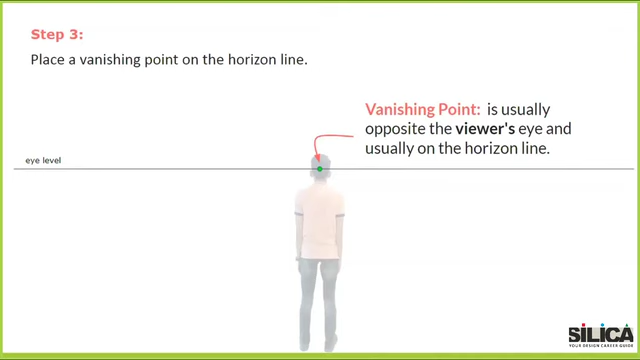 Step 3:
Place a vanishing point on the horizon line.
Vanishing Point: is usually
opposite the viewer's eye and
usually on the horizon line.
eye level
SILICA
YOUR DESIGN CAREER GUIDE